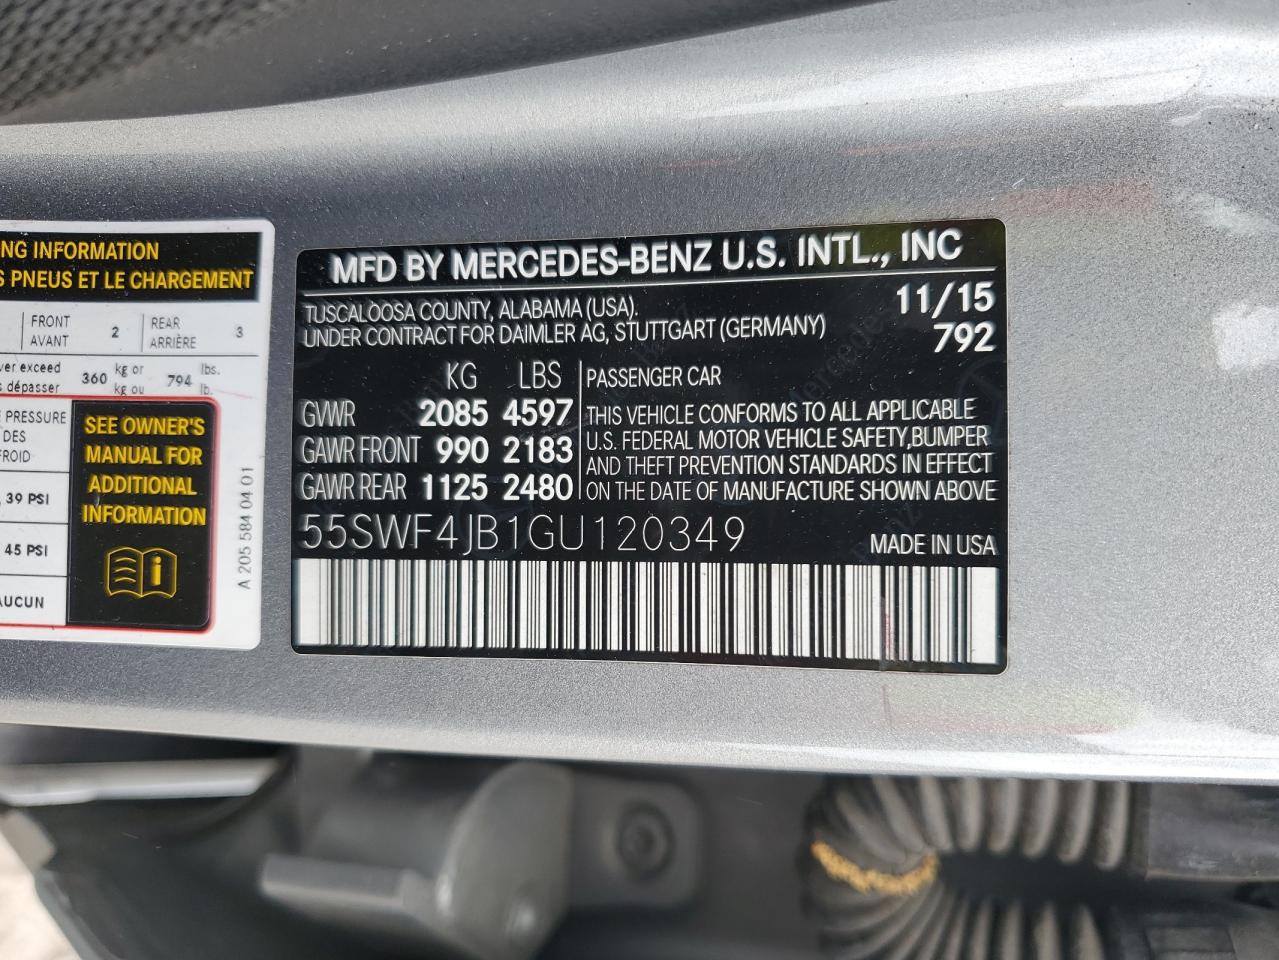 NG INFORMATION
S PNEUS ET LE CHARGEMENT
FRONT
AVANT
2
REAR
ARRIÈRE
3
ver exceed
s dépasser
360
kg or
kg ou
794
lbs.
lb.
E PRESSURE
DES
FROID
39 PSI
45 PSI
AUCUN
SEE OWNER'S
MANUAL FOR
ADDITIONAL
INFORMATION
A 205 584 04 01
MFD BY MERCEDES-BENZ U.S. INTL., INC
TUSCALOOSA COUNTY, ALABAMA (USA).
UNDER CONTRACT FOR DAIMLER AG, STUTTGART (GERMANY)
11/15
792
KG LBS
GVWR 2085 4597
GAWR FRONT 990 2183
GAWR REAR 1125 2480
PASSENGER CAR
THIS VEHICLE CONFORMS TO ALL APPLICABLE
U.S. FEDERAL MOTOR VEHICLE SAFETY,BUMPER
AND THEFT PREVENTION STANDARDS IN EFFECT
ON THE DATE OF MANUFACTURE SHOWN ABOVE
55SWF4JB1GU120349
MADE IN USA